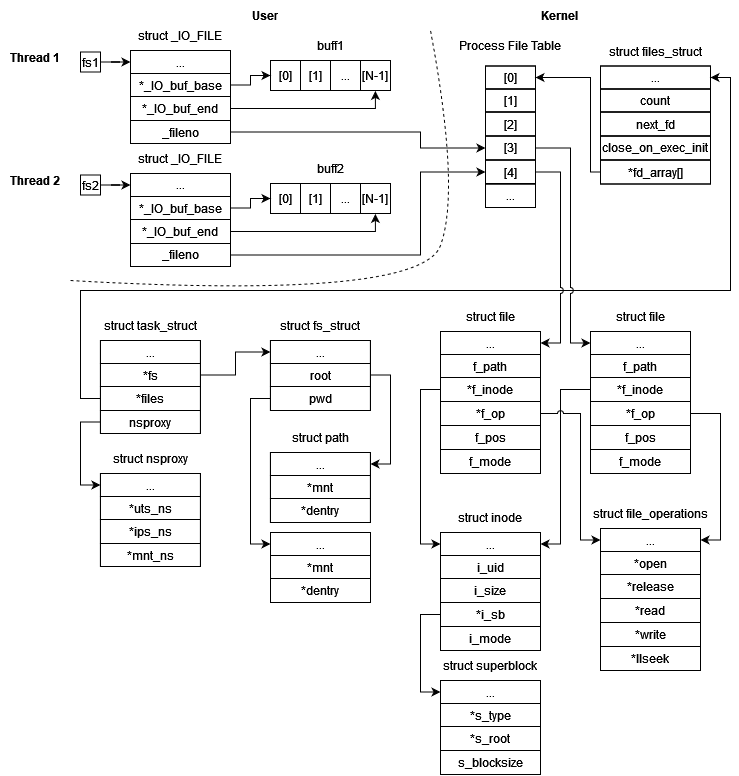 User
Kernel
Thread 1
fs1
struct _IO_FILE
...
*_IO_buf_base
*_IO_buf_end
_fileno
buff1
[0] [1] ... [N-1]
Process File Table
[0]
[1]
[2]
[3]
[4]
...
struct files_struct
...
count
next_fd
close_on_exec_init
*fd_array[]
Thread 2
fs2
struct _IO_FILE
...
*_IO_buf_base
*_IO_buf_end
_fileno
buff2
[0] [1] ... [N-1]
struct task_struct
...
*fs
*files
nsproxy
struct fs_struct
...
root
pwd
struct file
...
f_path
*f_inode
*f_op
f_pos
f_mode
struct file
...
f_path
*f_inode
*f_op
f_pos
f_mode
struct nsproxy
...
*uts_ns
*ips_ns
*mnt_ns
struct path
...
*mnt
*dentry
...
*mnt
*dentry
struct inode
...
i_uid
i_size
*i_sb
i_mode
struct file_operations
...
*open
*release
*read
*write
*llseek
struct superblock
...
*s_type
*s_root
s_blocksize